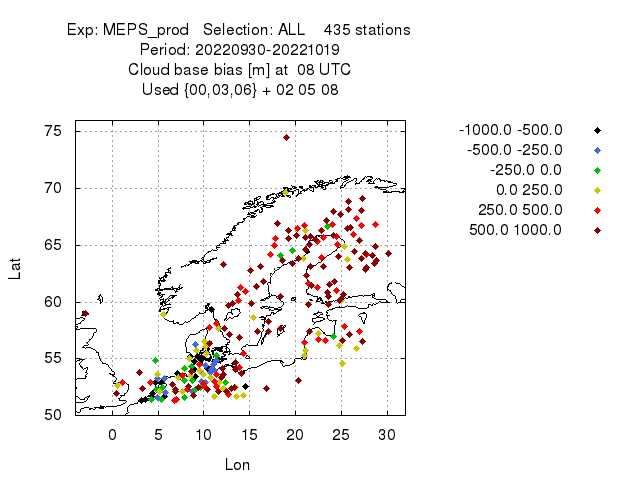 Exp: MEPS_prod   Selection: ALL    435 stations
Period: 20220930-20221019
Cloud base bias [m] at  08 UTC
Used {00,03,06} + 02 05 08
-1000.0 -500.0
-500.0 -250.0
-250.0 0.0
0.0 250.0
250.0 500.0
500.0 1000.0
75
70
65
60
55
50
Lat
0 5 10 15 20 25 30
Lon